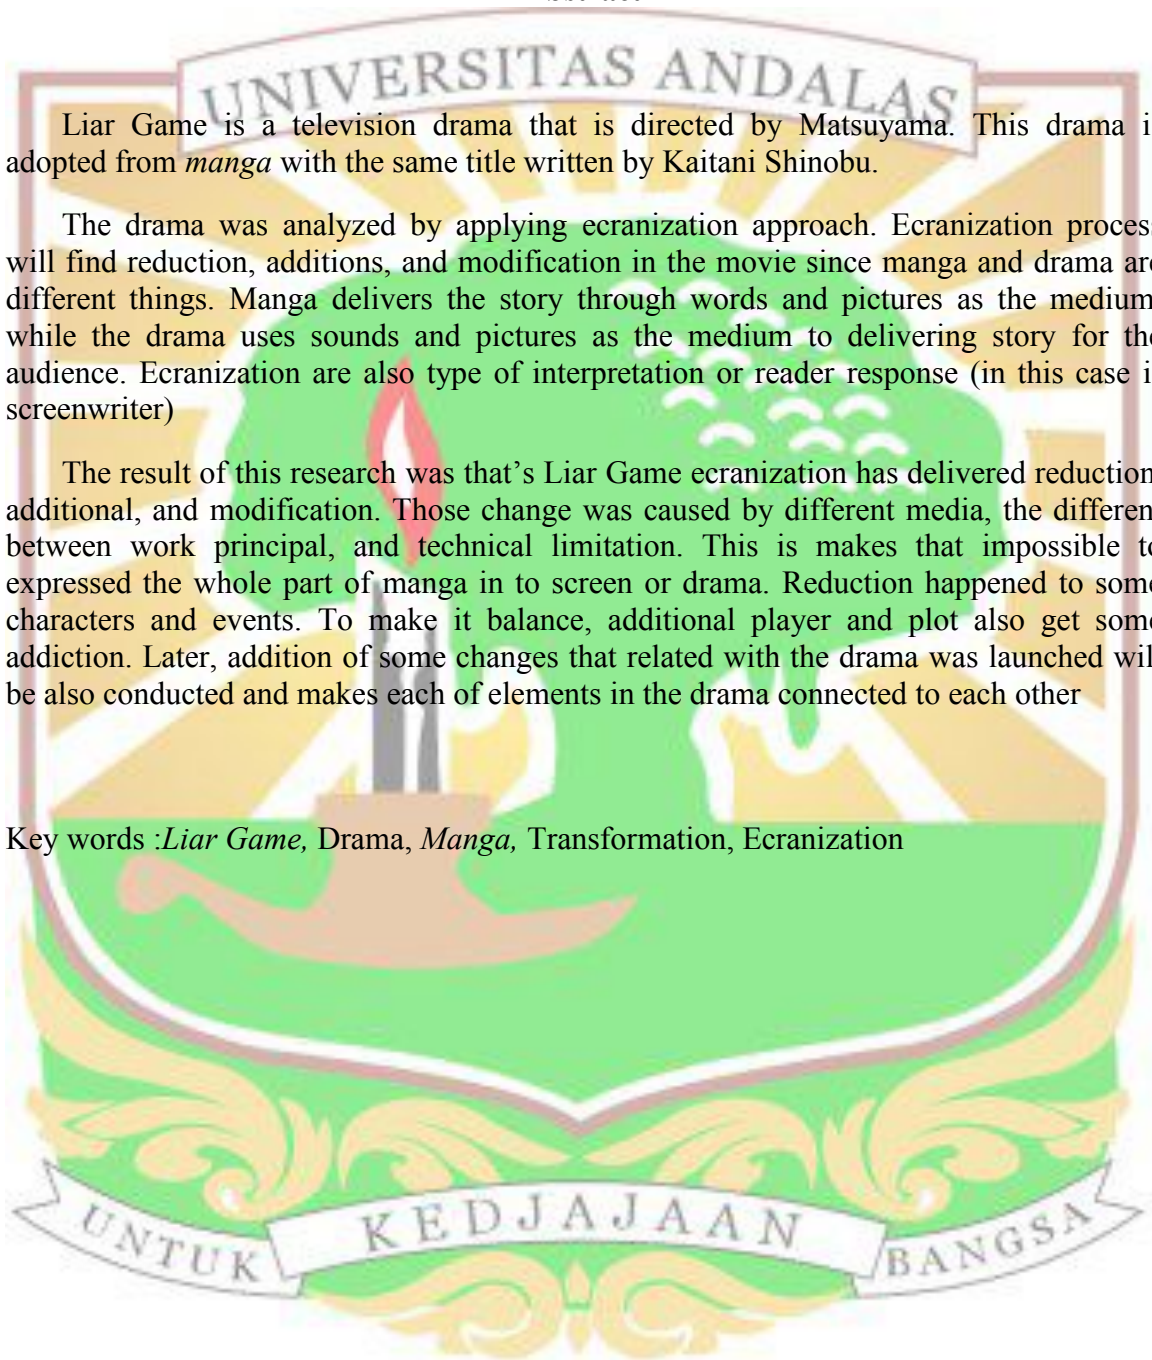 UNIVERSITAS ANDALAS
Liar Game is a television drama that is directed by Matsuyama. This drama i
adopted from manga with the same title written by Kaitani Shinobu.
The drama was analyzed by applying ecranization approach. Ecranization process
will find reduction, additions, and modification in the movie since manga and drama are
different things. Manga delivers the story through words and pictures as the medium
while the drama uses sounds and pictures as the medium to delivering story for the
audience. Ecranization are also type of interpretation or reader response (in this case i
screenwriter)
The result of this research was that's Liar Game ecranization has delivered reduction
additional, and modification. Those change was caused by different media, the differen
between work principal, and technical limitation. This is makes that impossible to
expressed the whole part of manga in to screen or drama. Reduction happened to some
characters and events. To make it balance, additional player and plot also get some
addiction. Later, addition of some changes that related with the drama was launched wil
be also conducted and makes each of elements in the drama connected to each other
Key words :Liar Game, Drama, Manga, Transformation, Ecranization
UNTUK KEDJAJAAN BANGSA